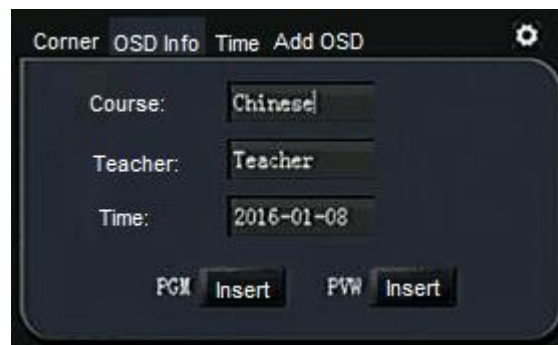 Corner OSD Info Time Add OSD
Course: Chinese
Teacher: Teacher
Time: 2016-01-08
PGM Insert PVW Insert